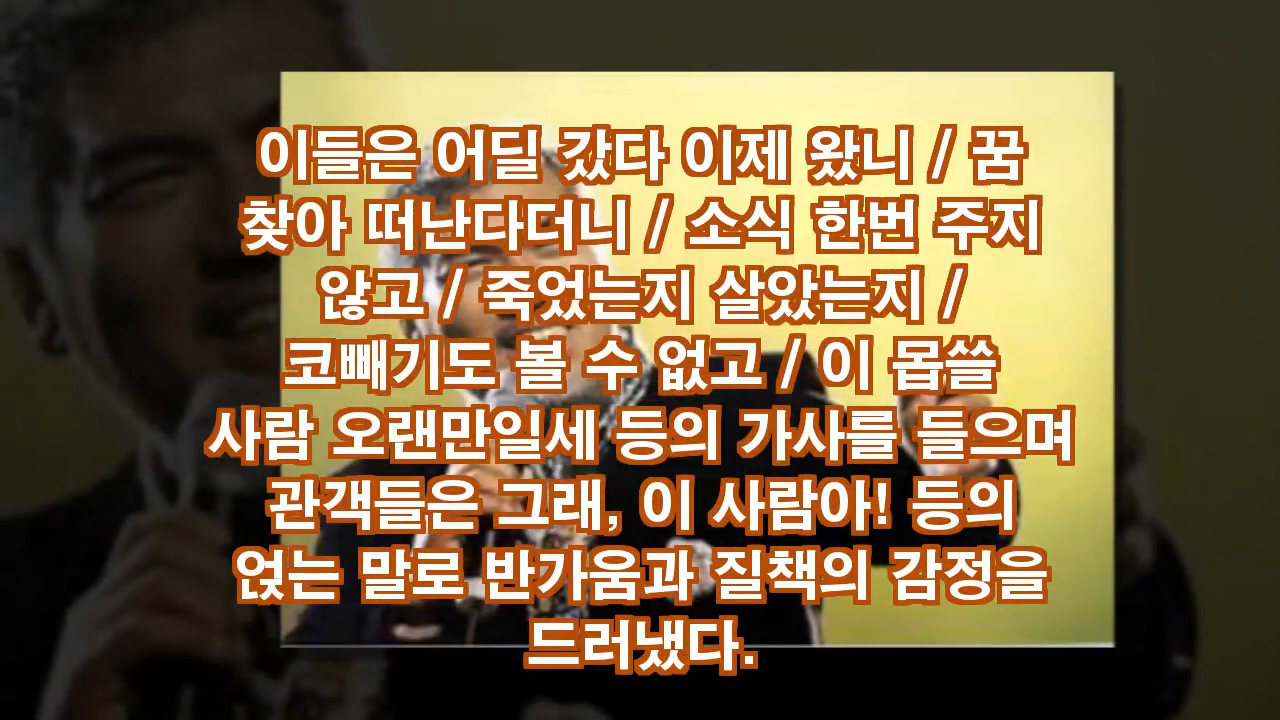 이들은 어딜 갔다 이제 왔니 / 꿈
찾아 떠난다더니 / 소식 한번 주지
않고 / 죽었는지 살았는지 /
코빼기도 볼 수 없고 / 이 몹쓸
사람 오랜만일세 등의 가사를 들으며
관객들은 그래, 이 사람아! 등의
얹는 말로 반가움과 질책의 감정을
드러냈다.